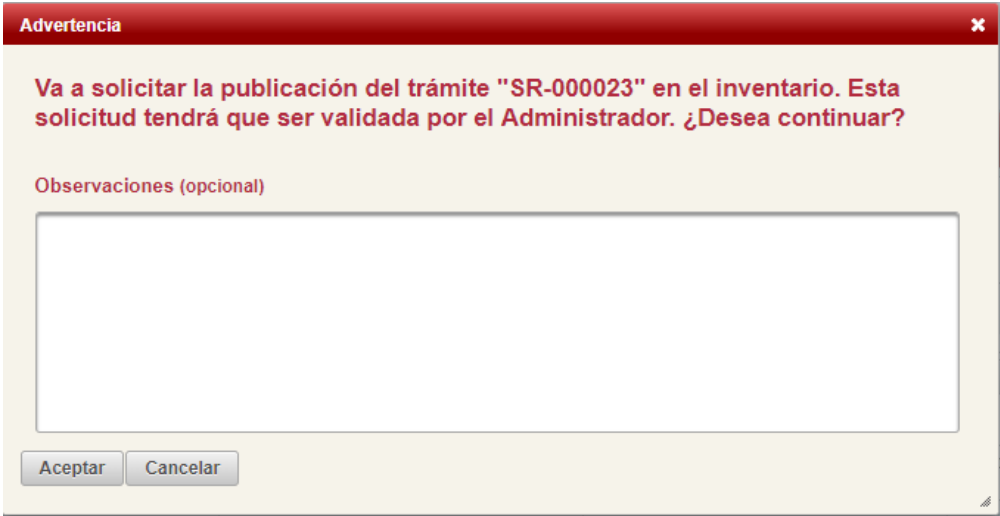 Advertencia
Va a solicitar la publicación del trámite "SR-000023" en el inventario. Esta
solicitud tendrá que ser validada por el Administrador. ¿Desea continuar?
Observaciones (opcional)
Aceptar Cancelar